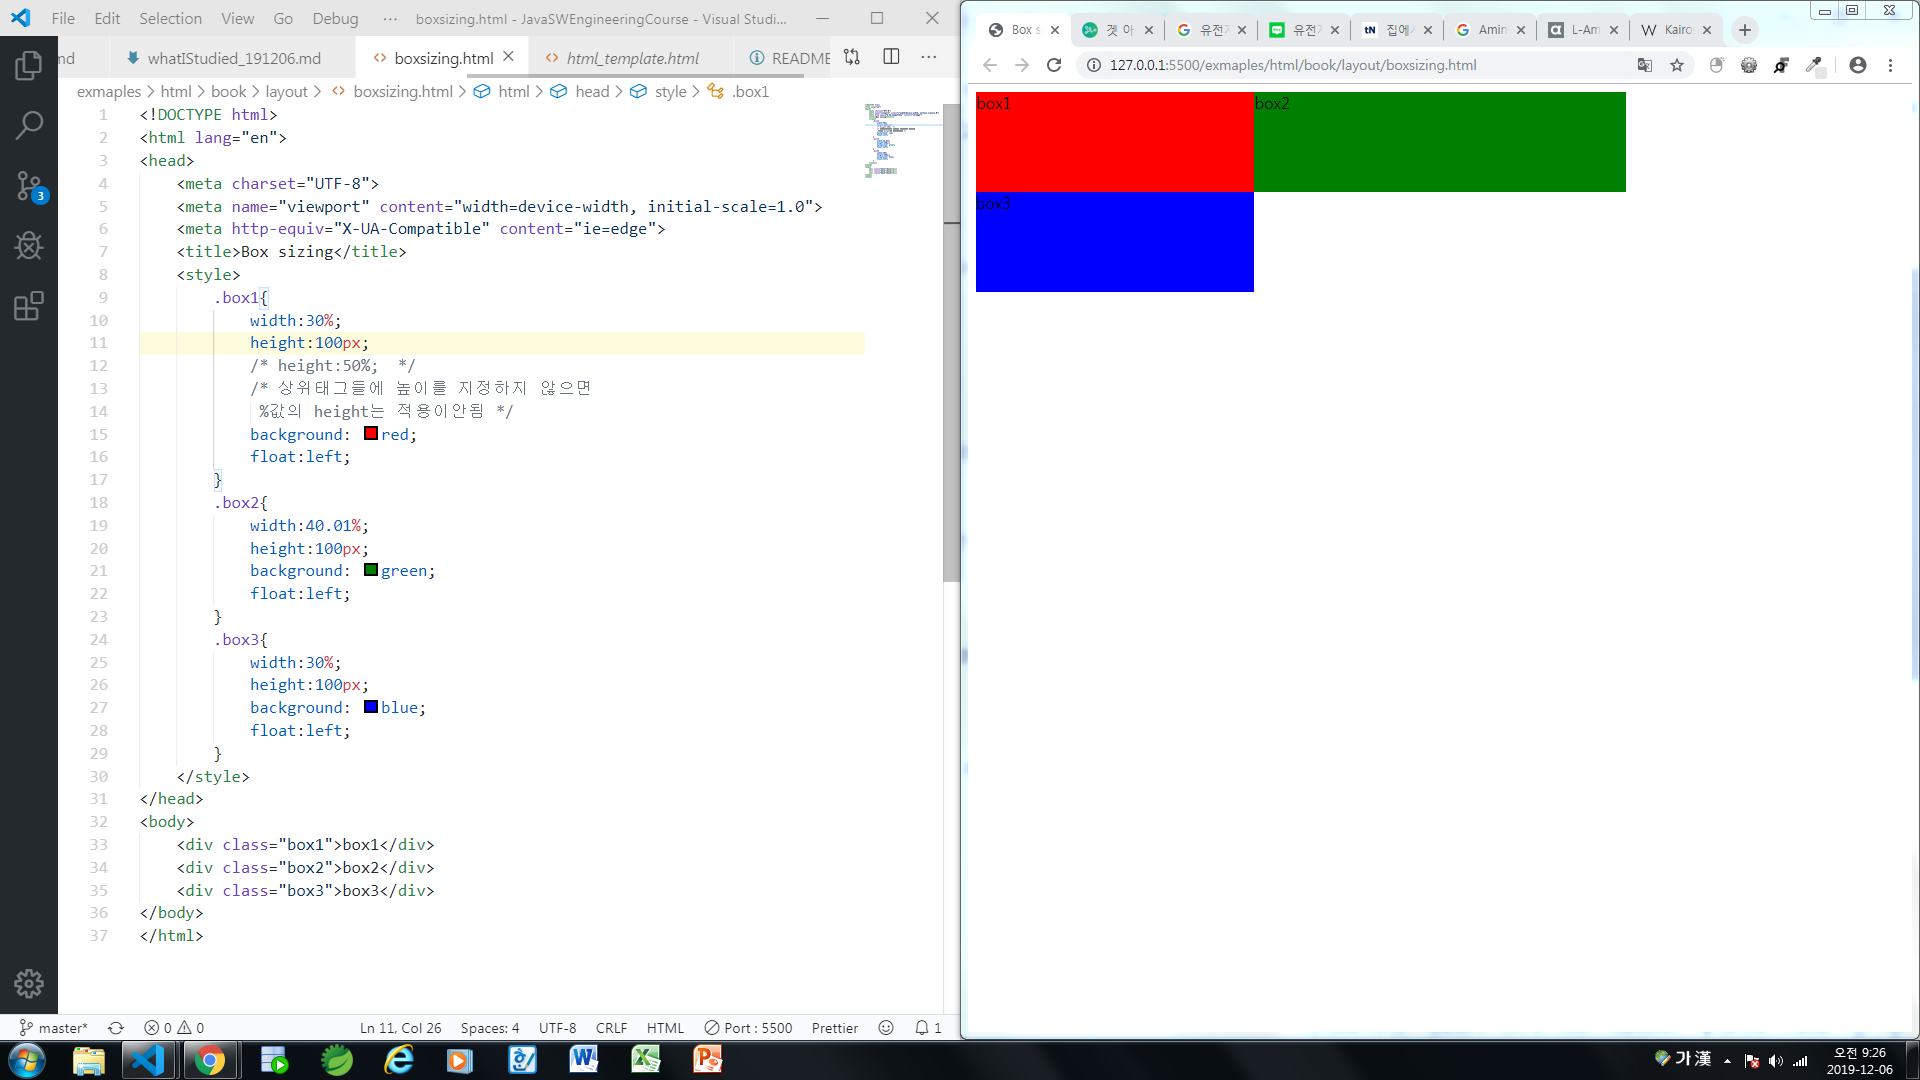 File Edit Selection View Go Debug ··· boxsizing.html - JavaSWEngineeringCourse - Visual Studi...
md whatIStudied_191206.md boxsizing.html html_template.html README
exmaples > html > book > layout > boxsizing.html > html > head > style > .box1
1 <!DOCTYPE html>
2 <html lang="en">
3 <head>
4 <meta charset="UTF-8">
5 <meta name="viewport" content="width=device-width, initial-scale=1.0">
6 <meta http-equiv="X-UA-Compatible" content="ie=edge">
7 <title>Box sizing</title>
8 <style>
9 .box1{
10 width:30%;
11 height:100px;
12 /* height:50%;  */
13 /* 상위태그들에 높이를 지정하지 않으면
14 %값의 height는 적용이안됨 */
15 background: red;
16 float:left;
17 }
18 .box2{
19 width:40.01%;
20 height:100px;
21 background: green;
22 float:left;
23 }
24 .box3{
25 width:30%;
26 height:100px;
27 background: blue;
28 float:left;
29 }
30 </style>
31 </head>
32 <body>
33 <div class="box1">box1</div>
34 <div class="box2">box2</div>
35 <div class="box3">box3</div>
36 </body>
37 </html>
3
master* 0 0 Ln 11, Col 26 Spaces: 4 UTF-8 CRLF HTML Port : 5500 Prettier 1
Box s 겟 아 유전 유전 tN 집에 Amin L-Am Kairo
127.0.0.1:5500/exmaples/html/book/layout/boxsizing.html
box1 box2
box3
가 漢
오전 9:26
2019-12-06